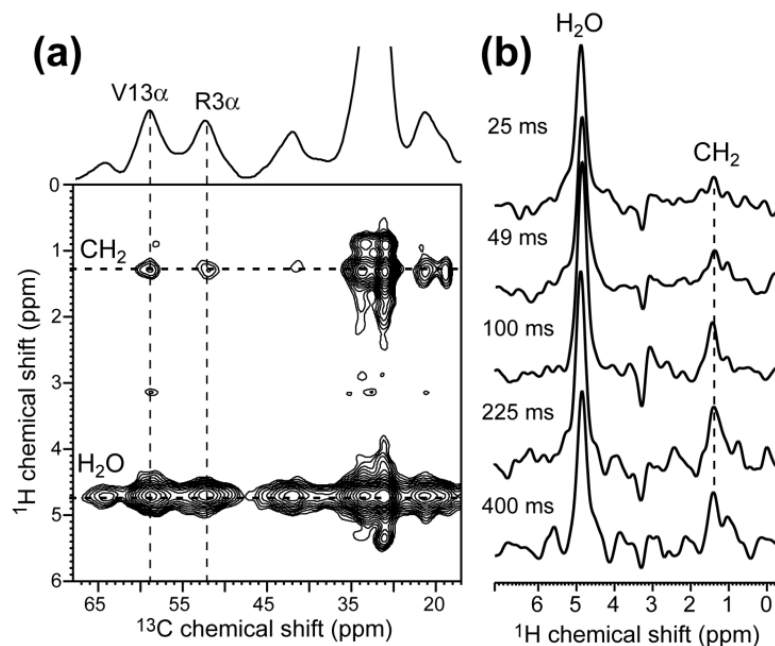 (a)
V13α
R3α
CH₂
H₂O
0
1
2
3
4
5
6
¹H chemical shift (ppm)
65 55 45 35 20
¹³C chemical shift (ppm)
(b)
H₂O
CH₂
25 ms
49 ms
100 ms
225 ms
400 ms
6 5 4 3 2 1 0
¹H chemical shift (ppm)